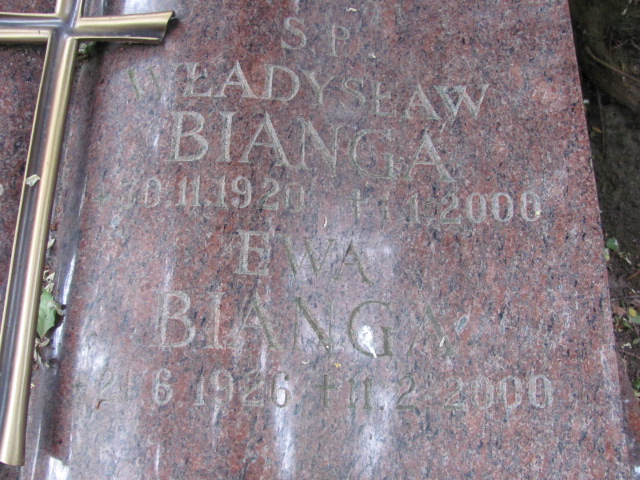 Ś. P.
WŁADYSŁAW
BIANGA
30.11.1920 † 1.1.2000
EWA
BIANGA
6.1926 † 11.2.2000